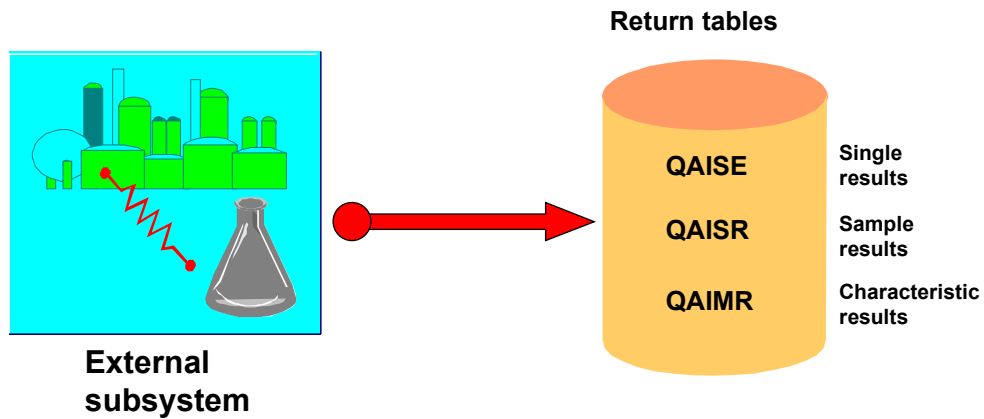 Return tables
QAISE
Single
results
QAISR
Sample
results
QAIMR
Characteristic
results
External
subsystem